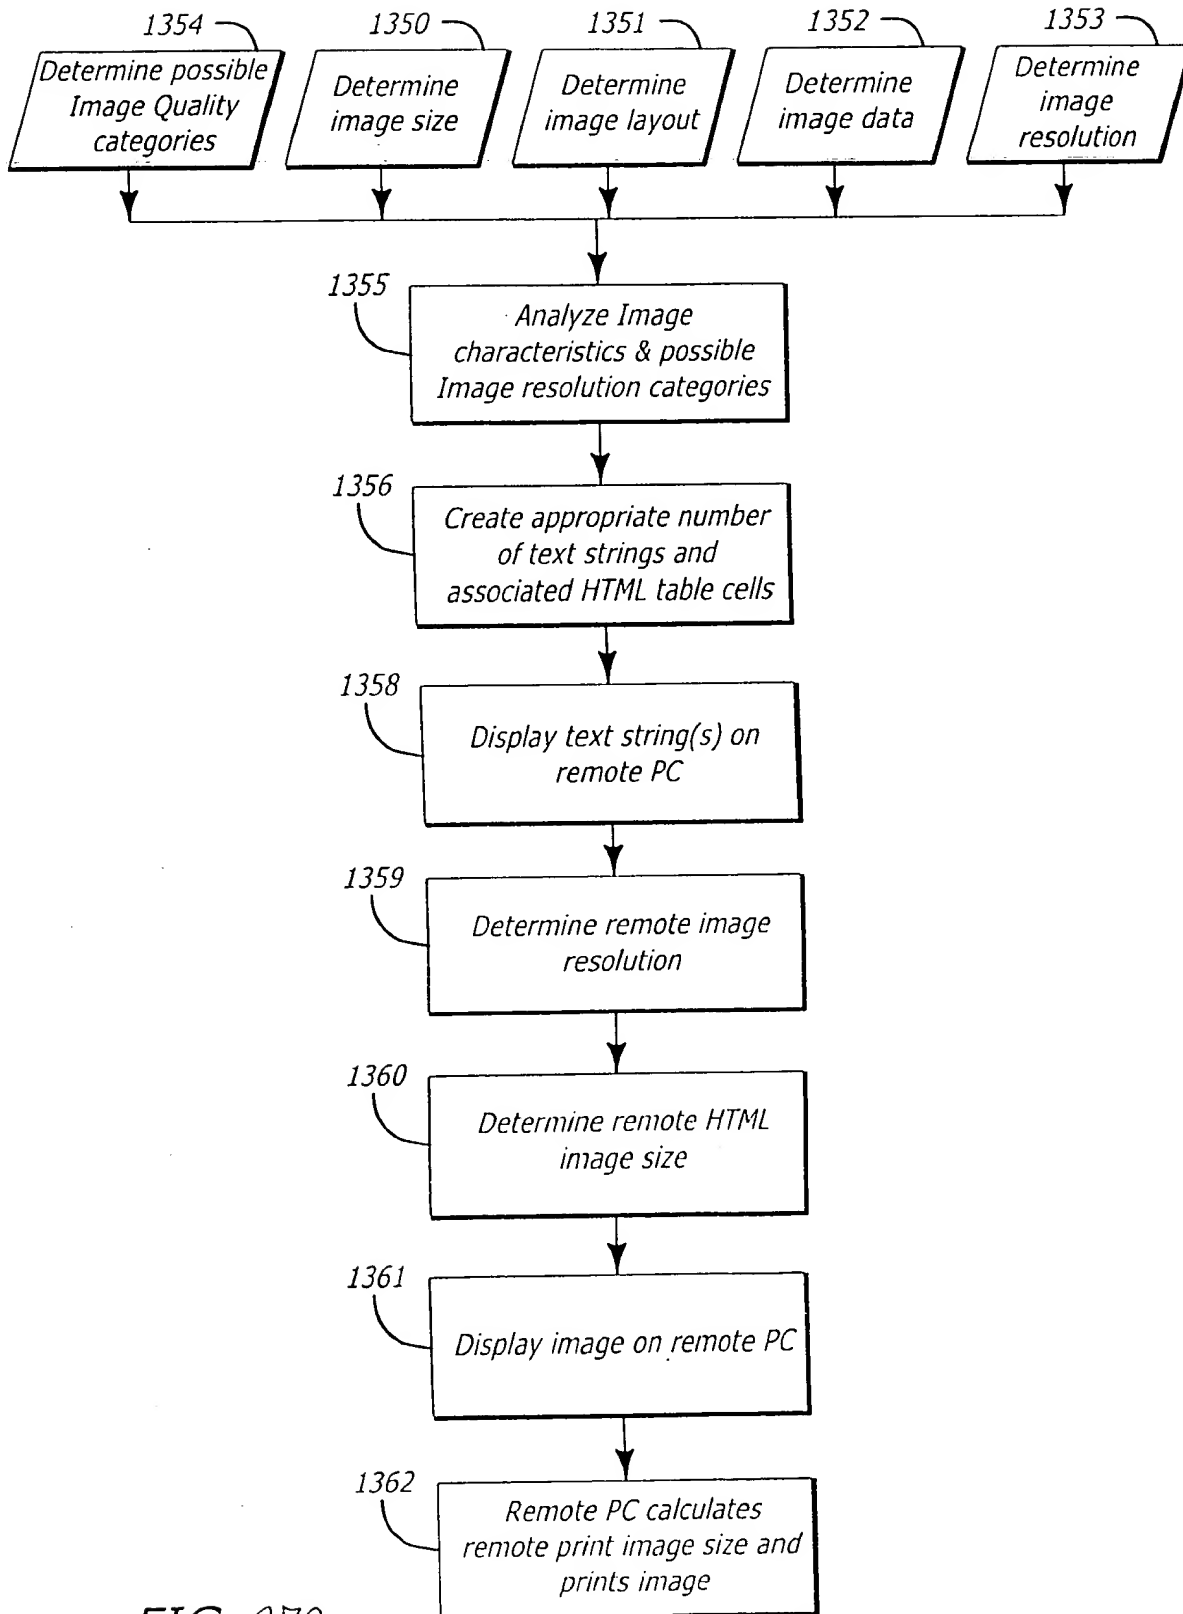 1354
1350
1351
1352
1353
Determine possible
Image Quality
categories
Determine
image size
Determine
image layout
Determine
image data
Determine
image
resolution
1355
Analyze Image
characteristics & possible
Image resolution categories
1356
Create appropriate number
of text strings and
associated HTML table cells
1358
Display text string(s) on
remote PC
1359
Determine remote image
resolution
1360
Determine remote HTML
image size
1361
Display image on remote PC
1362
Remote PC calculates
remote print image size and
prints image